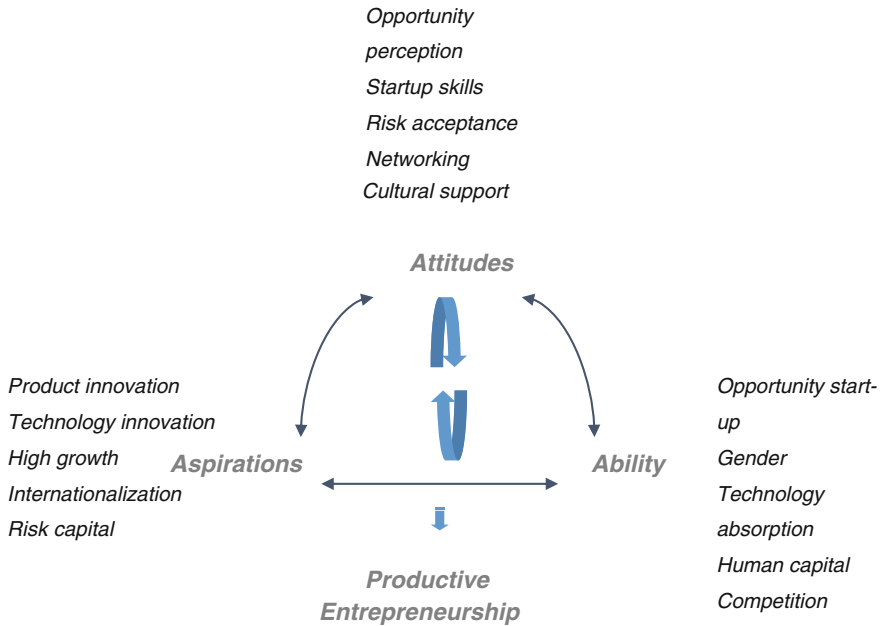 Opportunity
perception
Startup skills
Risk acceptance
Networking
Cultural support
Attitudes
Product innovation
Technology innovation
High growth
Internationalization
Risk capital
Aspirations
Ability
Opportunity start-
up
Gender
Technology
absorption
Human capital
Competition
Productive
Entrepreneurship